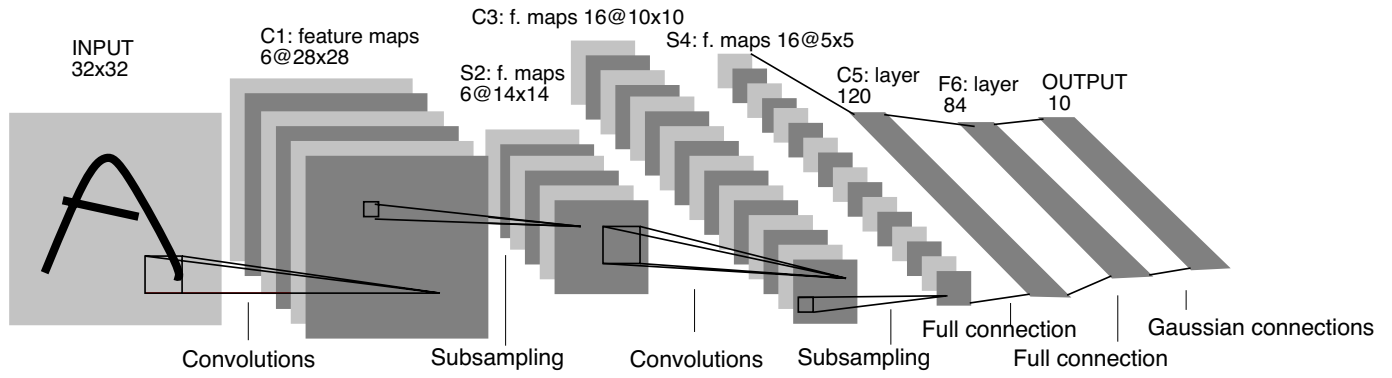 INPUT
32x32
C1: feature maps
6@28x28
S2: f. maps
6@14x14
C3: f. maps 16@10x10
S4: f. maps 16@5x5
C5: layer
120
F6: layer
84
OUTPUT
10
Convolutions
Subsampling
Convolutions
Subsampling
Full connection
Full connection
Gaussian connections
A